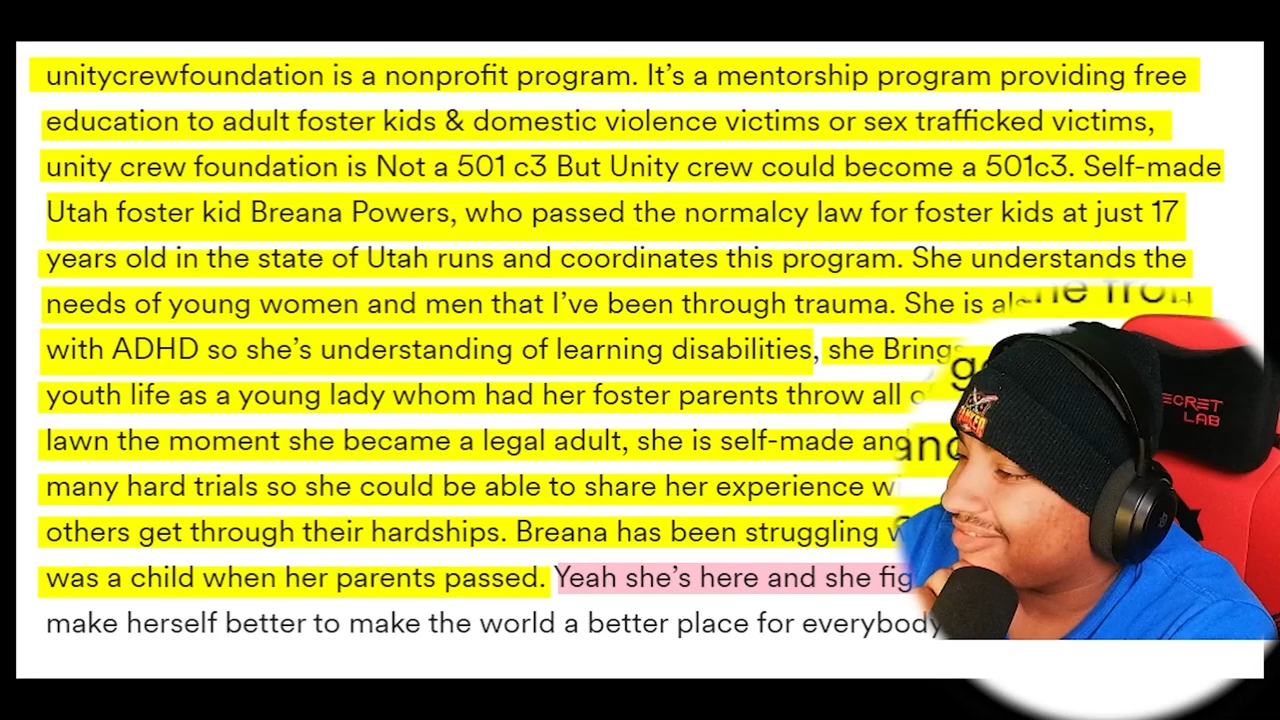 unitycrewfoundation is a nonprofit program. It’s a mentorship program providing free
education to adult foster kids & domestic violence victims or sex trafficked victims,
unity crew foundation is Not a 501 c3 But Unity crew could become a 501c3. Self-made
Utah foster kid Breana Powers, who passed the normalcy law for foster kids at just 17
years old in the state of Utah runs and coordinates this program. She understands the
needs of young women and men that I’ve been through trauma. She is
with ADHD so she’s understanding of learning disabilities, she Brings
youth life as a young lady whom had her foster parents throw all
lawn the moment she became a legal adult, she is self-made and
many hard trials so she could be able to share her experience
others get through their hardships. Breana has been struggling
was a child when her parents passed. Yeah she’s here and she
make herself better to make the world a better place for everybody
SECRET
LAB